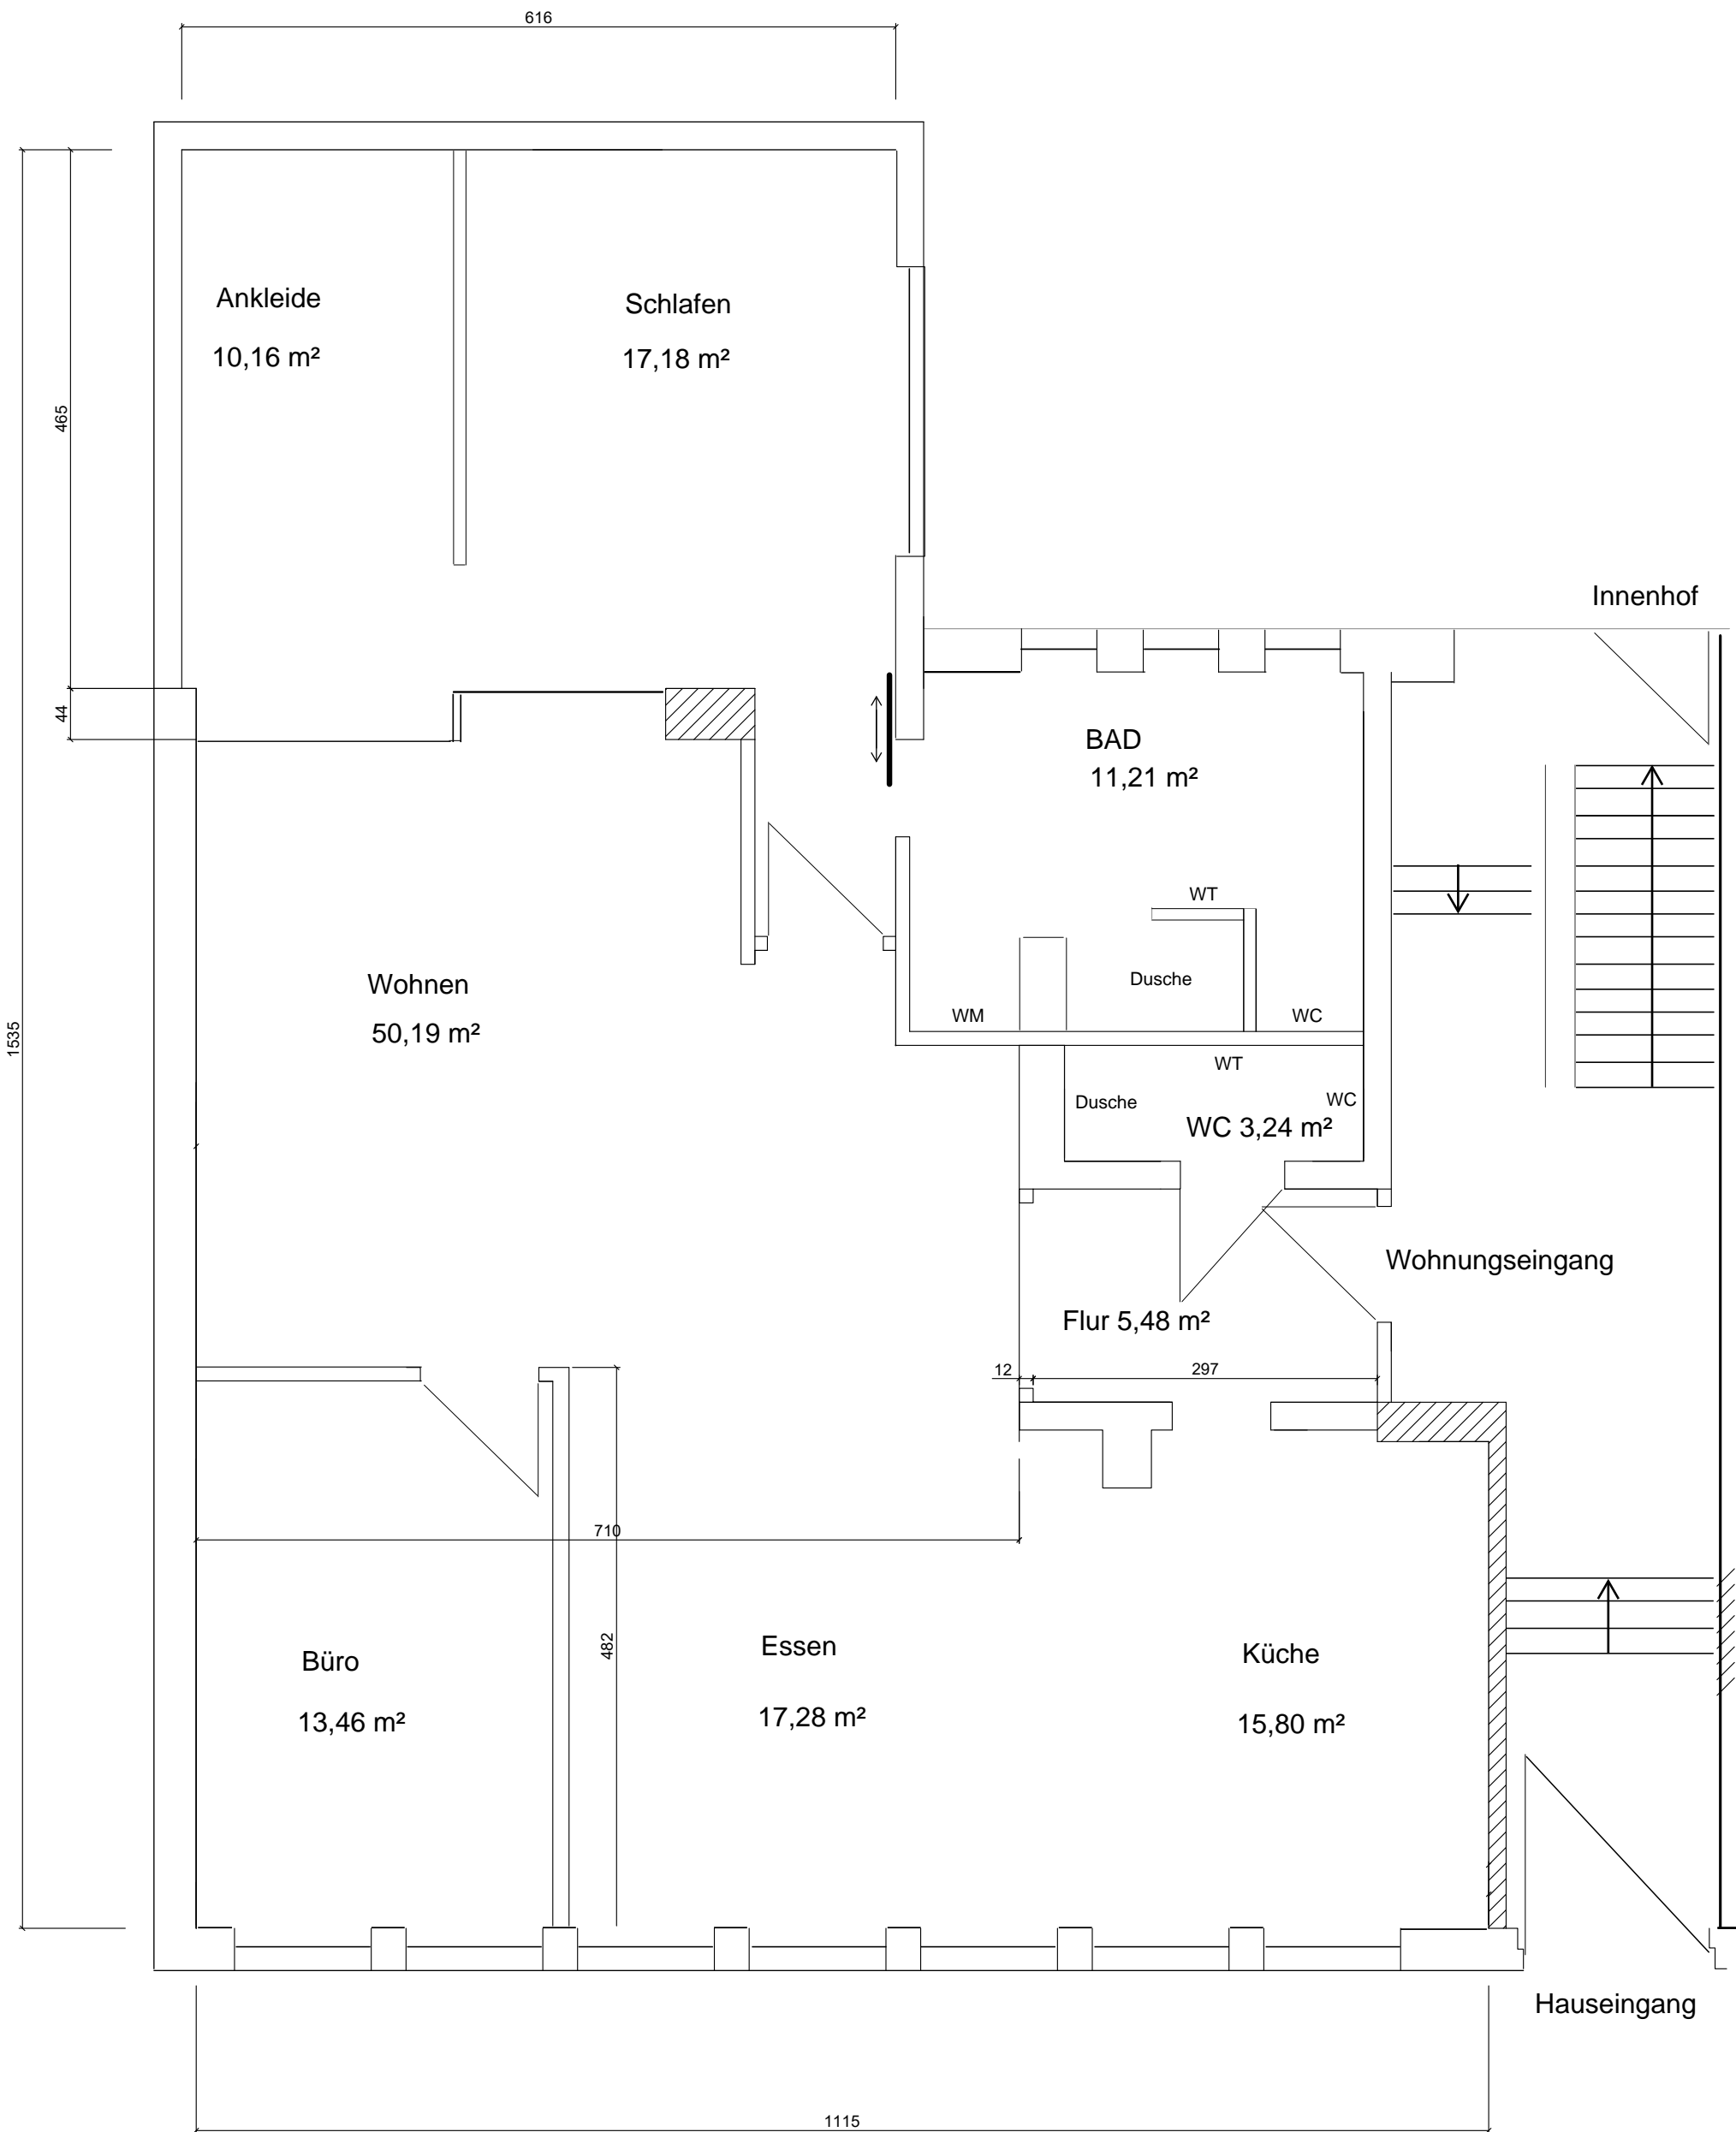 616
Ankleide
10,16 m²
Schlafen
17,18 m²
465
44
Innenhof
BAD
11,21 m²
WT
Dusche
WM
WC
Wohnen
50,19 m²
1535
WT
Dusche
WC
WC 3,24 m²
Wohnungseingang
Flur 5,48 m²
12
297
710
482
Büro
13,46 m²
Essen
17,28 m²
Küche
15,80 m²
Hauseingang
1115